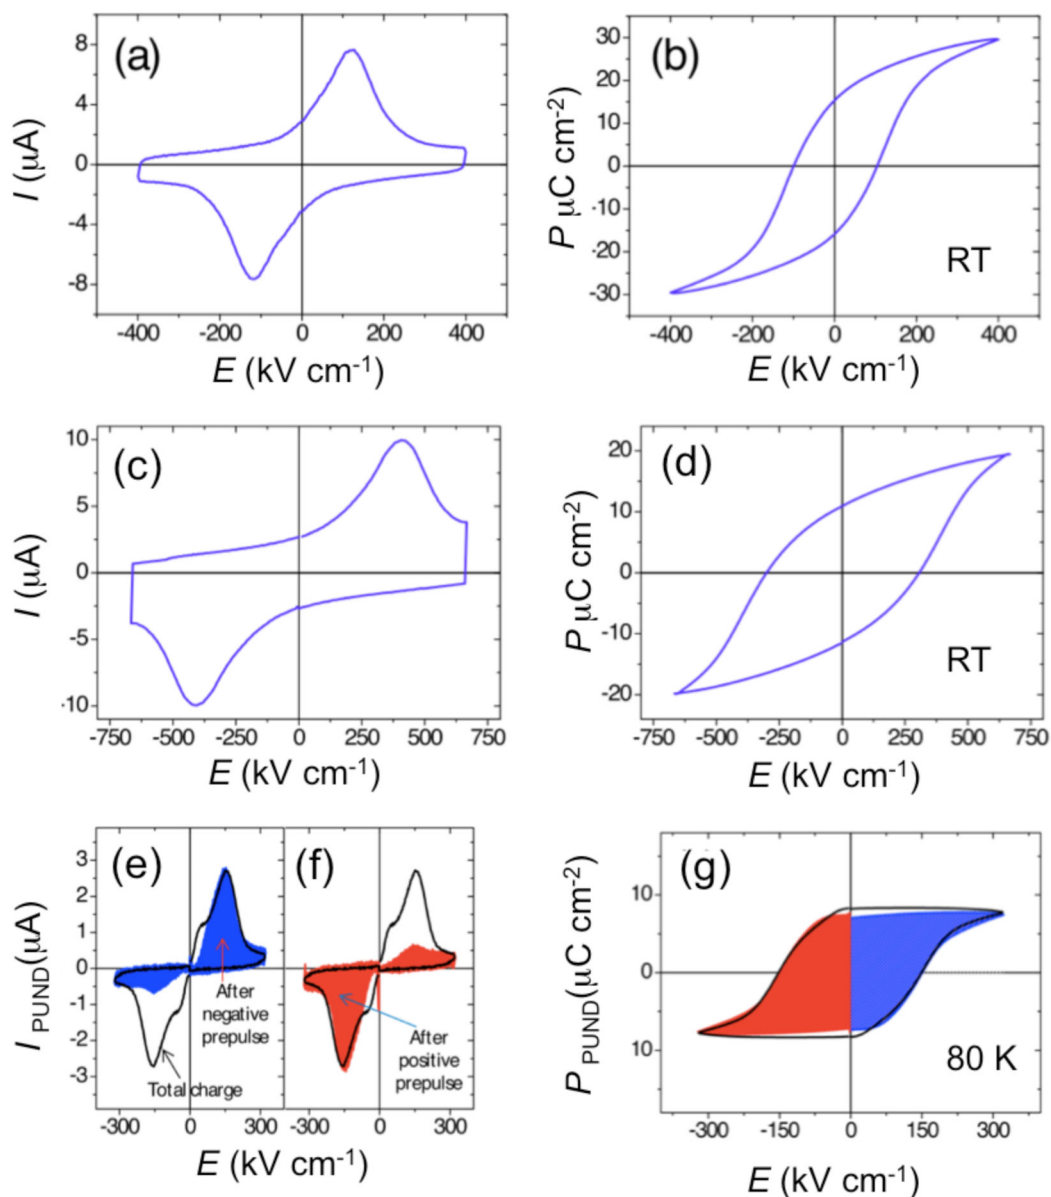 (a)
8
4
0
-4
-8
I (μA)
-400 -200 0 200 400
E (kV cm-1)
(b)
30
20
10
0
-10
-20
-30
P μC cm-2)
RT
-400 -200 0 200 400
E (kV cm-1)
(c)
10
5
0
-5
-10
I (μA)
-750 -500 -250 0 250 500 750
E (kV cm-1)
(d)
20
10
0
-10
-20
P μC cm-2)
RT
-750 -500 -250 0 250 500 750
E (kV cm-1)
(e)
(f)
3
2
1
0
-1
-2
-3
IPUND(μA)
After
negative
prepulse
Total charge
After
positive
prepulse
-300 0 300 -300 0 300
E (kV cm-1)
(g)
10
0
10
PPUND(μC cm-2)
80 K
-300 -150 0 150 300
E (kV cm-1)